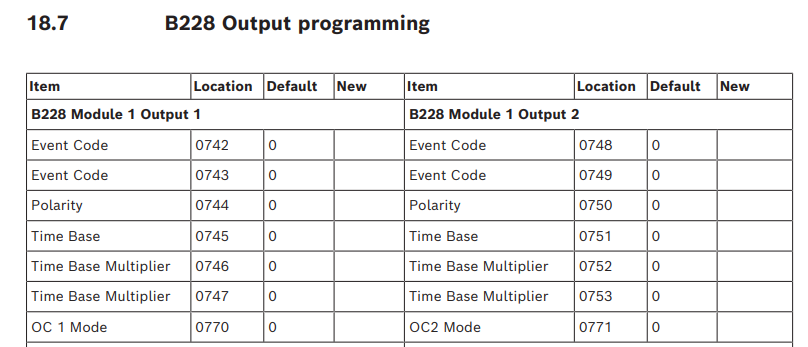 18.7 B228 Output programming
Item Location Default New Item Location Default New
B228 Module 1 Output 1 B228 Module 1 Output 2
Event Code 0742 0 Event Code 0748 0
Event Code 0743 0 Event Code 0749 0
Polarity 0744 0 Polarity 0750 0
Time Base 0745 0 Time Base 0751 0
Time Base Multiplier 0746 0 Time Base Multiplier 0752 0
Time Base Multiplier 0747 0 Time Base Multiplier 0753 0
OC 1 Mode 0770 0 OC2 Mode 0771 0